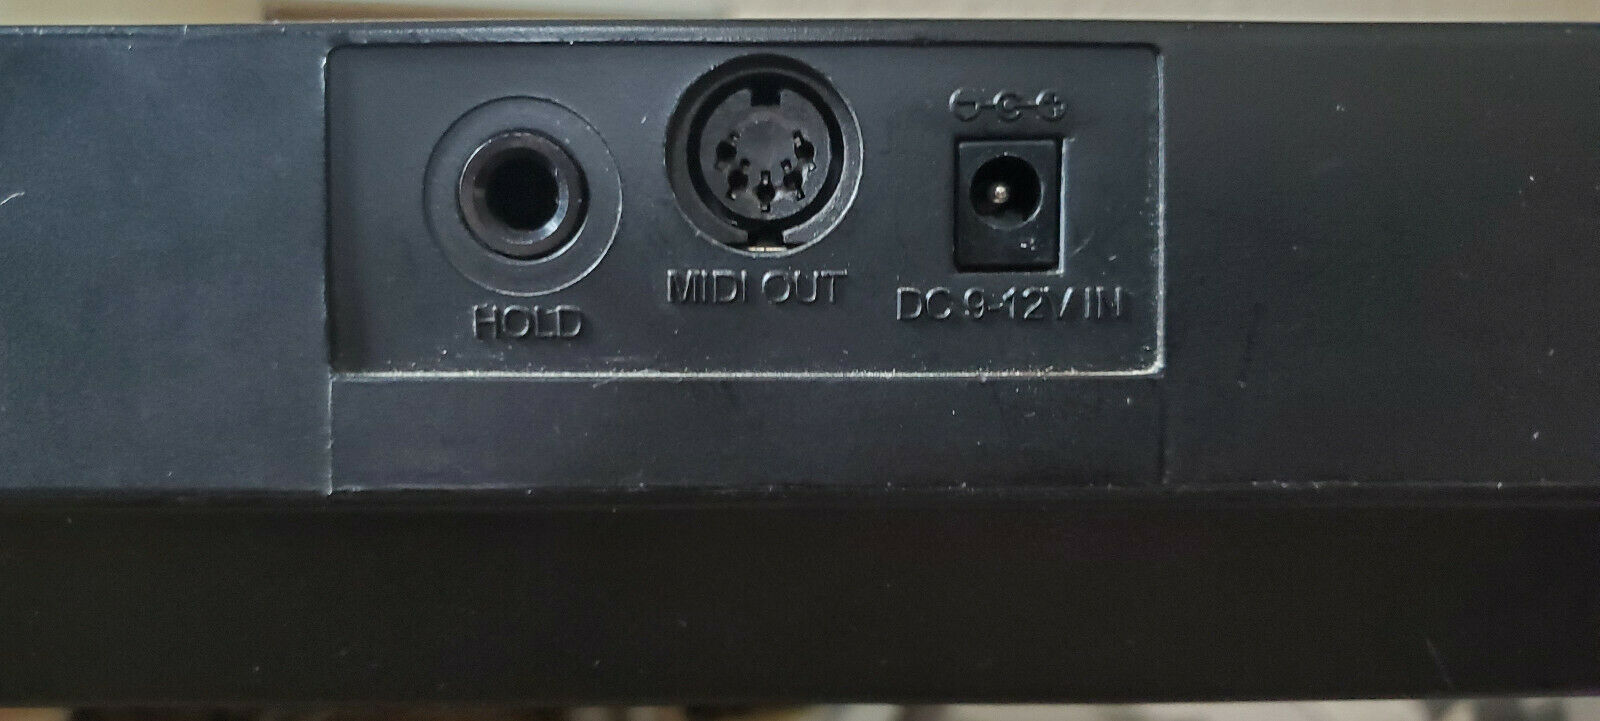 HOLD
MIDI OUT
DC 9-12V IN